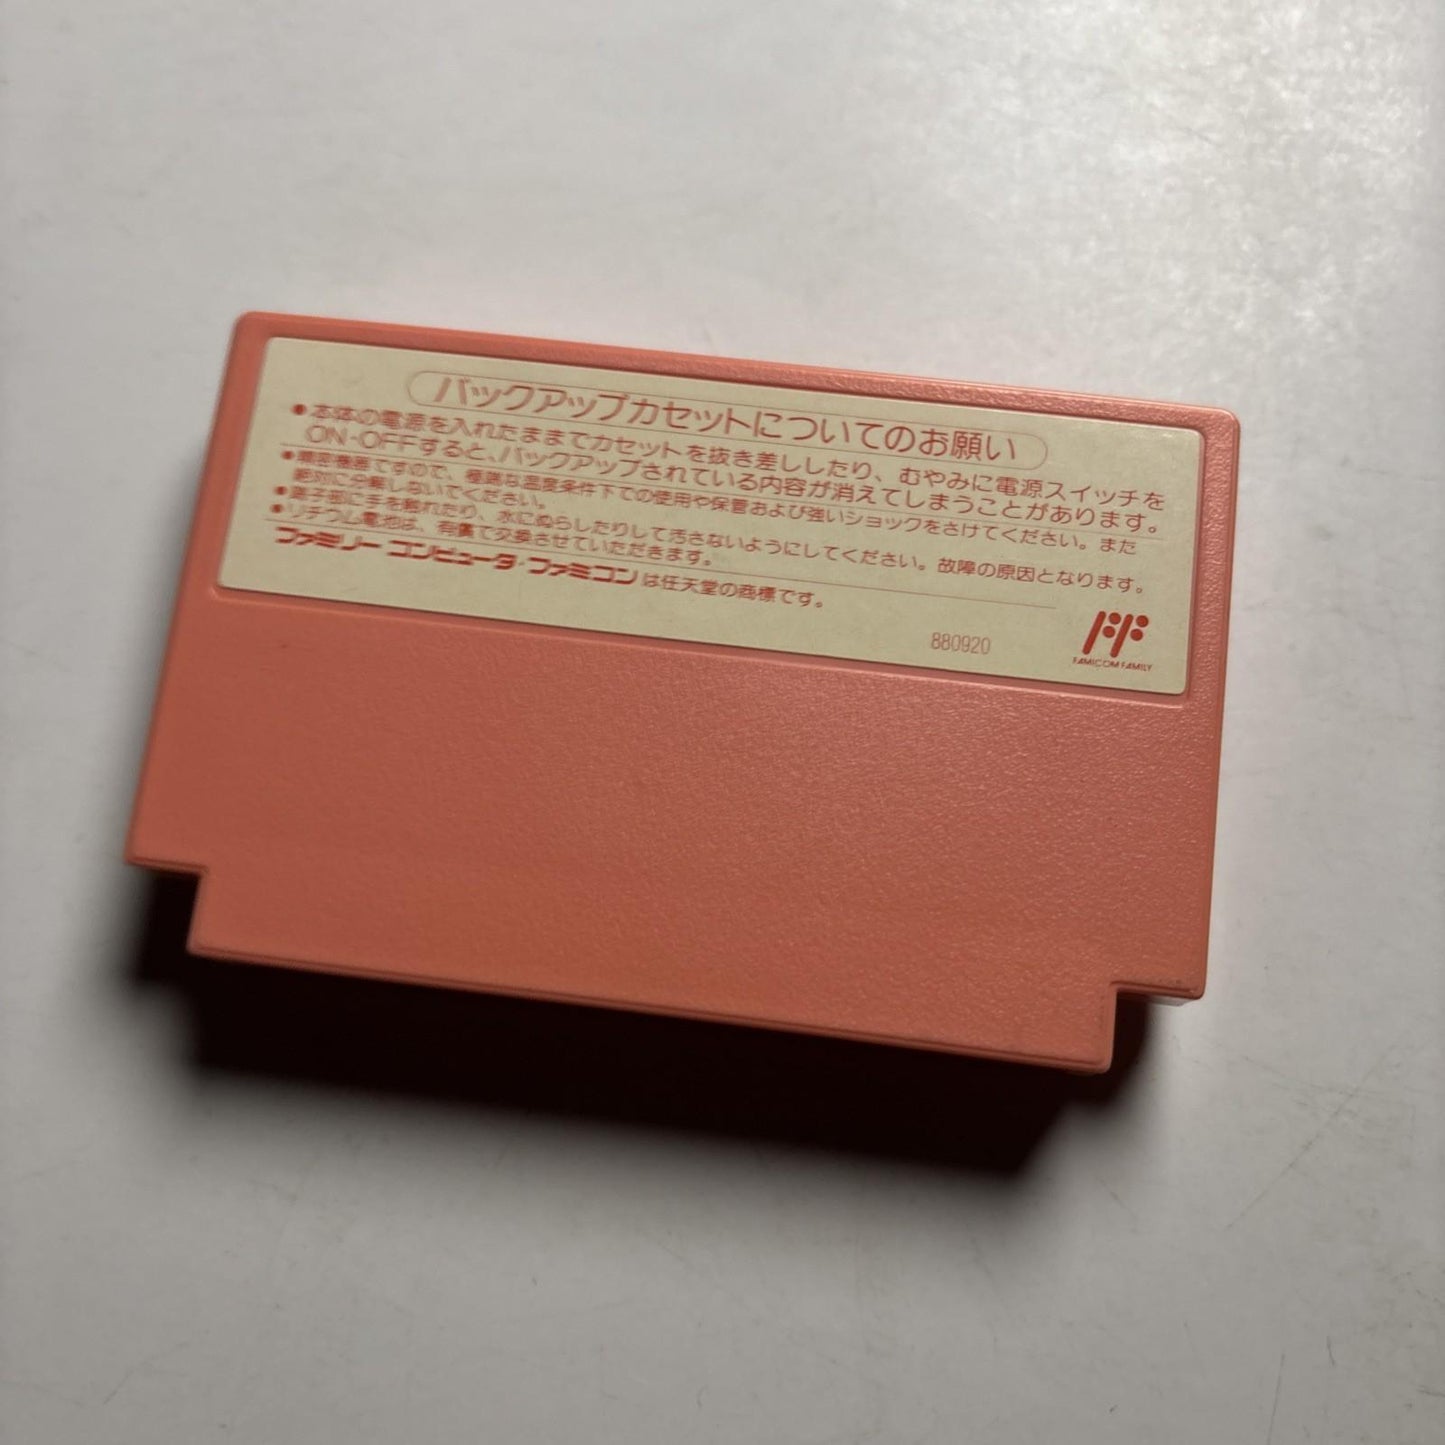 バックアップカセットについてのお願い
●本体の電源を入れたままでカセットを抜き差ししたり、むやみに電源スイッチを
ON-OFFすると、バックアップされている内容が消えてしまうことがあります。
●精密機器ですので、極端な温度条件下での使用や保管および強いショックをさけてください。また
絶対に分解しないでください。
●端子部に手を触れたり、水にぬらしたりして汚さないようにしてください。故障の原因となります。
●リチウム電池は、有償で交換させていただきます。
ファミリーコンピュータ・ファミコンは任天堂の商標です。
880920
FF
FAMICOM FAMILY